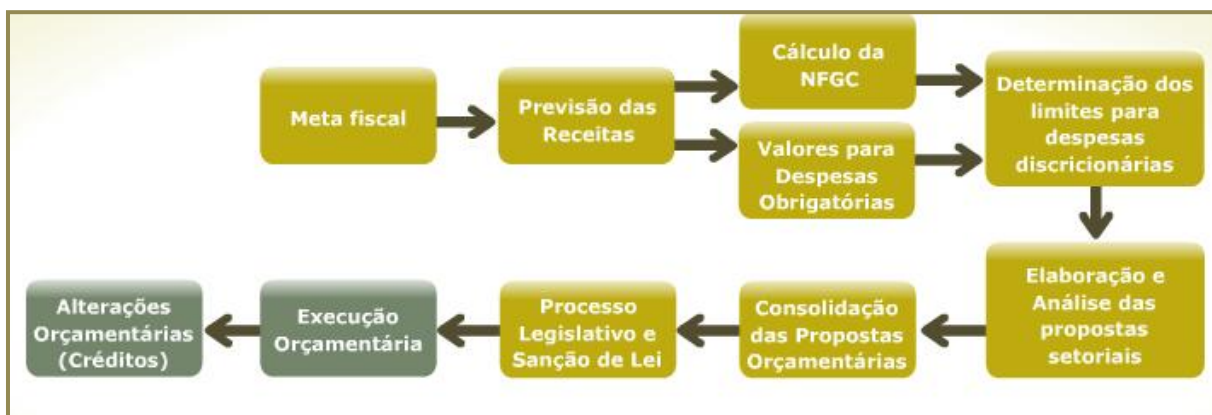 Meta fiscal
Previsão das
Receitas
Cálculo da
NFGC
Valores para
Despesas
Obrigatórias
Determinação dos
limites para
despesas
discricionárias
Elaboração e
Análise das
propostas
setoriais
Consolidação
das Propostas
Orçamentárias
Processo
Legislativo e
Sanção de Lei
Execução
Orçamentária
Alterações
Orçamentárias
(Créditos)